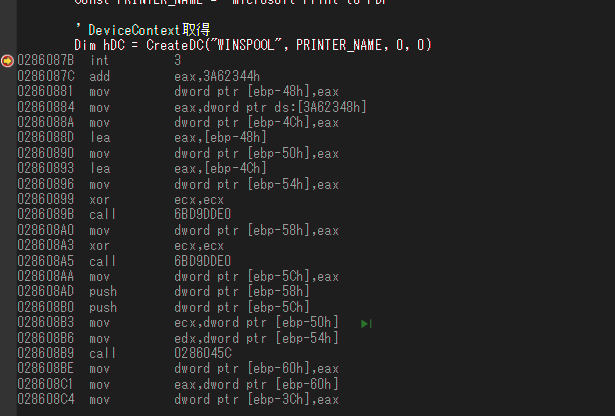 Const PRINTER_NAME = "Microsoft Print to PDF"
' DeviceContext取得
Dim hDC = CreateDC("WINSPOOL", PRINTER_NAME, 0, 0)
0286087B int 3
0286087C add eax,3A62344h
02860881 mov dword ptr [ebp-48h],eax
02860884 mov eax,dword ptr ds:[3A62348h]
0286088A mov dword ptr [ebp-4Ch],eax
0286088D lea eax,[ebp-48h]
02860890 mov dword ptr [ebp-50h],eax
02860893 lea eax,[ebp-4Ch]
02860896 mov dword ptr [ebp-54h],eax
02860899 xor ecx,ecx
0286089B call 6BD9DDE0
028608A0 mov dword ptr [ebp-58h],eax
028608A3 xor ecx,ecx
028608A5 call 6BD9DDE0
028608AA mov dword ptr [ebp-5Ch],eax
028608AD push dword ptr [ebp-58h]
028608B0 push dword ptr [ebp-5Ch]
028608B3 mov ecx,dword ptr [ebp-50h]
028608B6 mov edx,dword ptr [ebp-54h]
028608B9 call 0286045C
028608BE mov dword ptr [ebp-60h],eax
028608C1 mov eax,dword ptr [ebp-60h]
028608C4 mov dword ptr [ebp-3Ch],eax